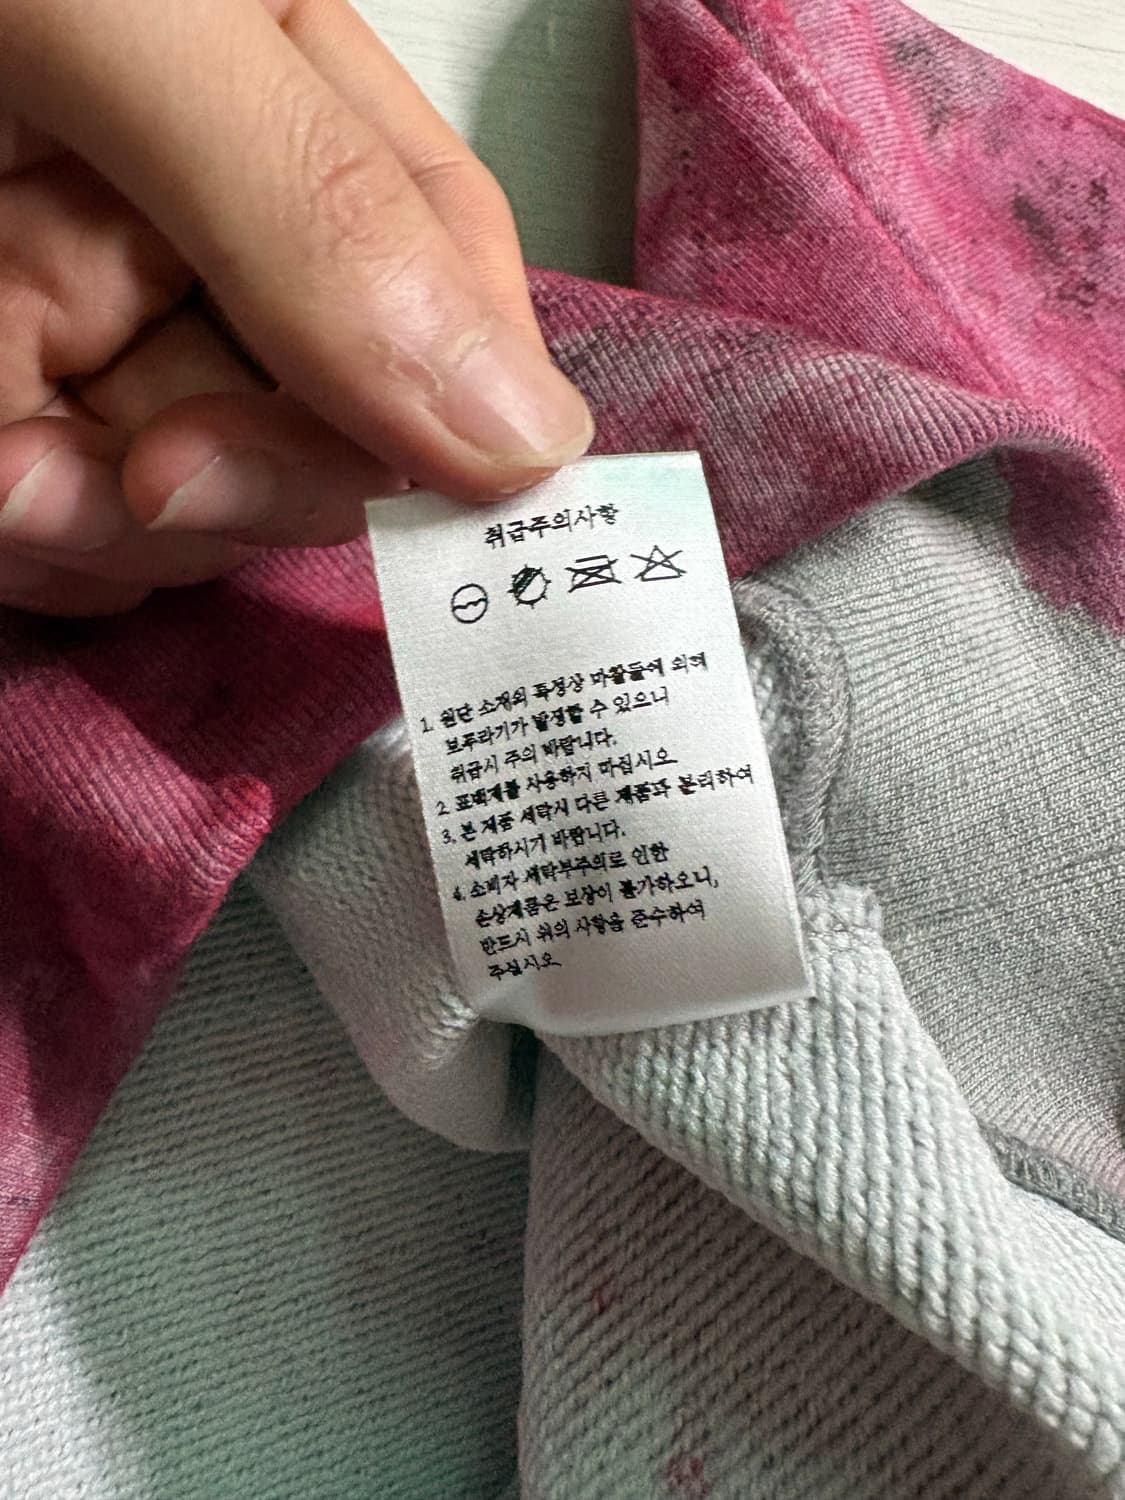 취급주의사항
1. 원단 소재의 특정상 마찰들에 의해
보푸라기가 발생할 수 있으니
취급시 주의 바랍니다.
2. 표백제를 사용하지 마십시오
3. 본 제품 세탁시 다른 제품과 분리하여
세탁하시기 바랍니다.
4. 소비자 세탁부주의로 인한
손상제품은 보상이 불가하오니,
반드시 위의 사항을 준수하여
주십시오